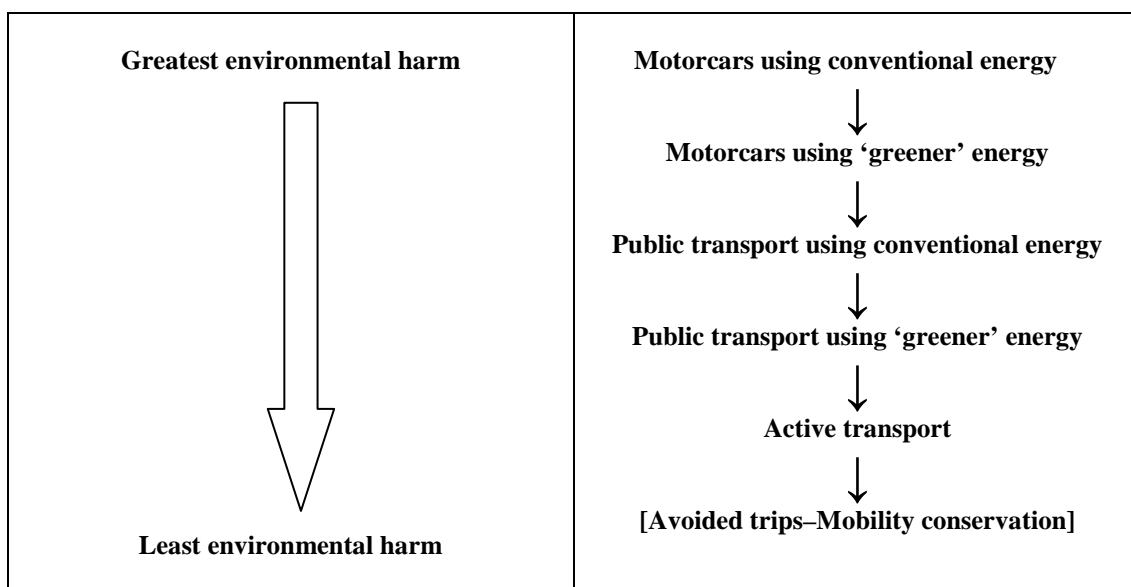 Greatest environmental harm
Least environmental harm
Motorcars using conventional energy
Motorcars using ‘greener’ energy
Public transport using conventional energy
Public transport using ‘greener’ energy
Active transport
[Avoided trips–Mobility conservation]